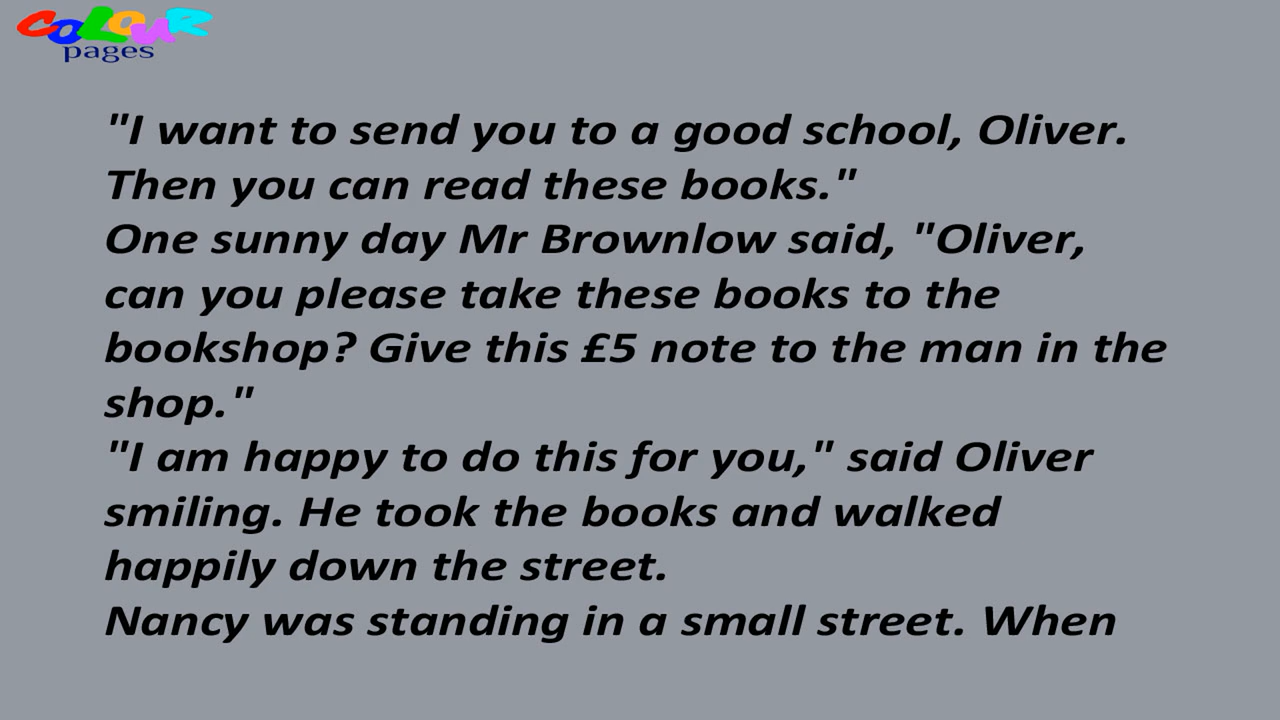 COLOUR
pages
"I want to send you to a good school, Oliver.
Then you can read these books."
One sunny day Mr Brownlow said, "Oliver,
can you please take these books to the
bookshop? Give this £5 note to the man in the
shop."
"I am happy to do this for you," said Oliver
smiling. He took the books and walked
happily down the street.
Nancy was standing in a small street. When